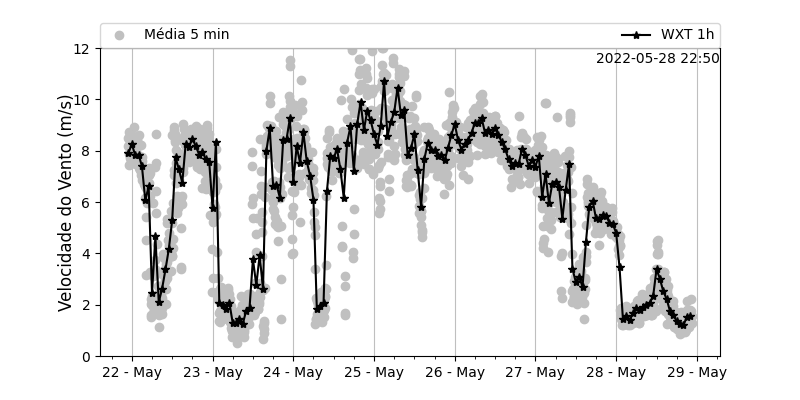 Média 5 min
WXT 1h
2022-05-28 22:50
Velocidade do Vento (m/s)
12
10
8
6
4
2
0
22 - May
23 - May
24 - May
25 - May
26 - May
27 - May
28 - May
29 - May